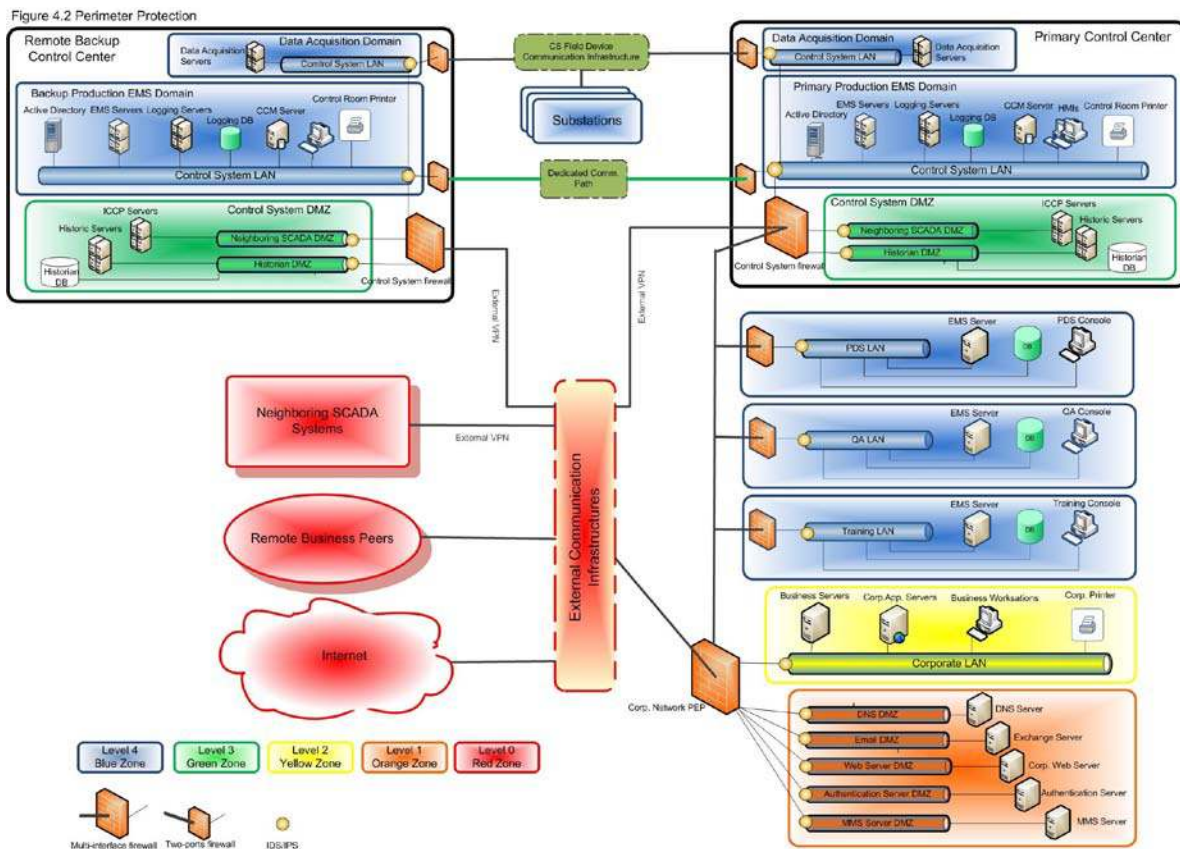 Figure 4.2 Perimeter Protection
Remote Backup
Control Center
Data Acquisition Domain
Data Acquisition
Servers
Control System LAN
Backup Production EMS Domain
Active Directory
EMS Servers
Logging Servers
Logging DB
CCM Server
Control Room Printer
Control System LAN
Control System DMZ
ICCP Servers
Historic Servers
Historian
DB
Neighboring SCADA DMZ
Historian DMZ
Control System firewall
CS Field Device
Communication Infrastructure
Substations
Dedicated Comm.
Path
Primary Control Center
Data Acquisition Domain
Control System LAN
Data Acquisition
Servers
Primary Production EMS Domain
Active Directory
EMS Servers
Logging Servers
Logging DB
CCM Server
HMIs
Control Room Printer
Control System LAN
Control System DMZ
ICCP Servers
Historic Servers
Neighboring SCADA DMZ
Historian DMZ
Historian
DB
Control System firewall
External VPN
External VPN
External VPN
Neighboring SCADA
Systems
Remote Business Peers
Internet
External Communication
Infrastructures
PDS LAN
EMS Server
DB
PDS Console
QA LAN
EMS Server
DB
QA Console
Training LAN
EMS Server
DB
Training Console
Business Servers
Corp.App. Servers
Business Worksations
Corp. Printer
Corporate LAN
Corp. Network PEP
DNS DMZ
DNS Server
Email DMZ
Exchange Server
Web Server DMZ
Corp. Web Server
Authentication Server DMZ
Authentication Server
MMS Server DMZ
MMS Server
Level 4
Blue Zone
Level 3
Green Zone
Level 2
Yellow Zone
Level 1
Orange Zone
Level 0
Red Zone
Multi-interface firewall
Two-ports firewall
IDS/IPS